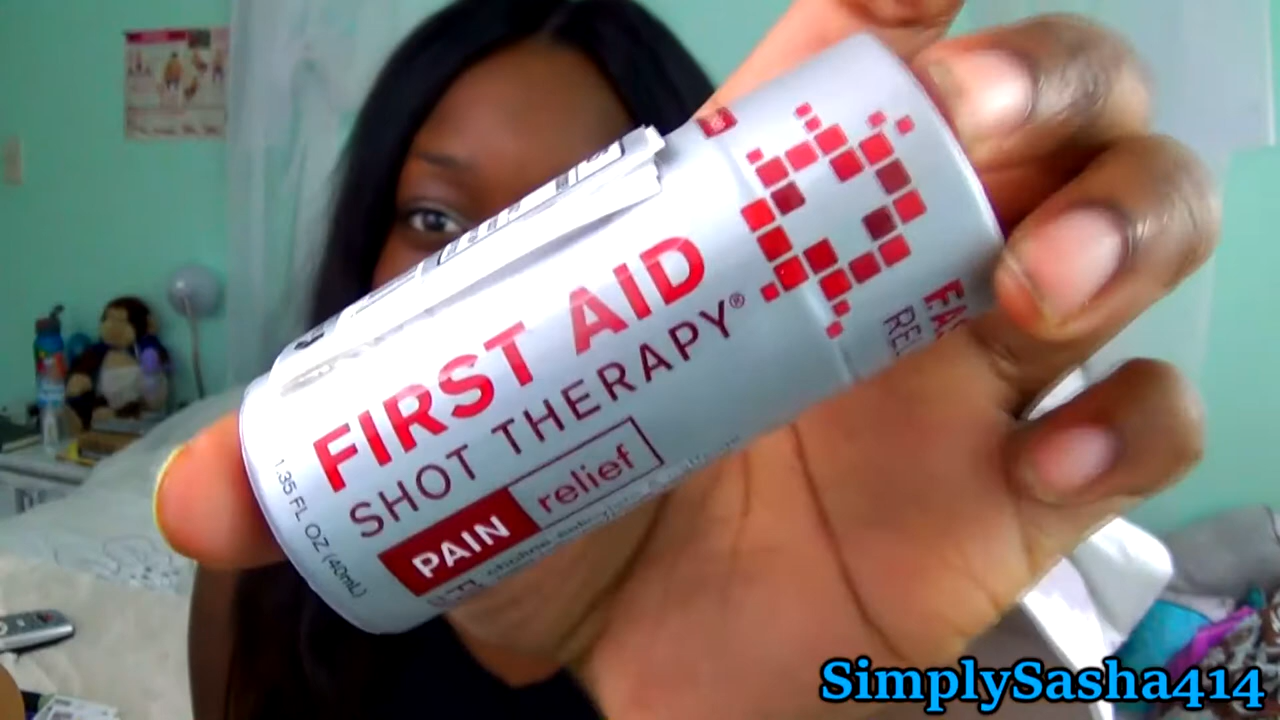 FIRST AID
SHOT THERAPY®
PAIN relief
1.35 FL OZ (40mL)
SimplySasha414